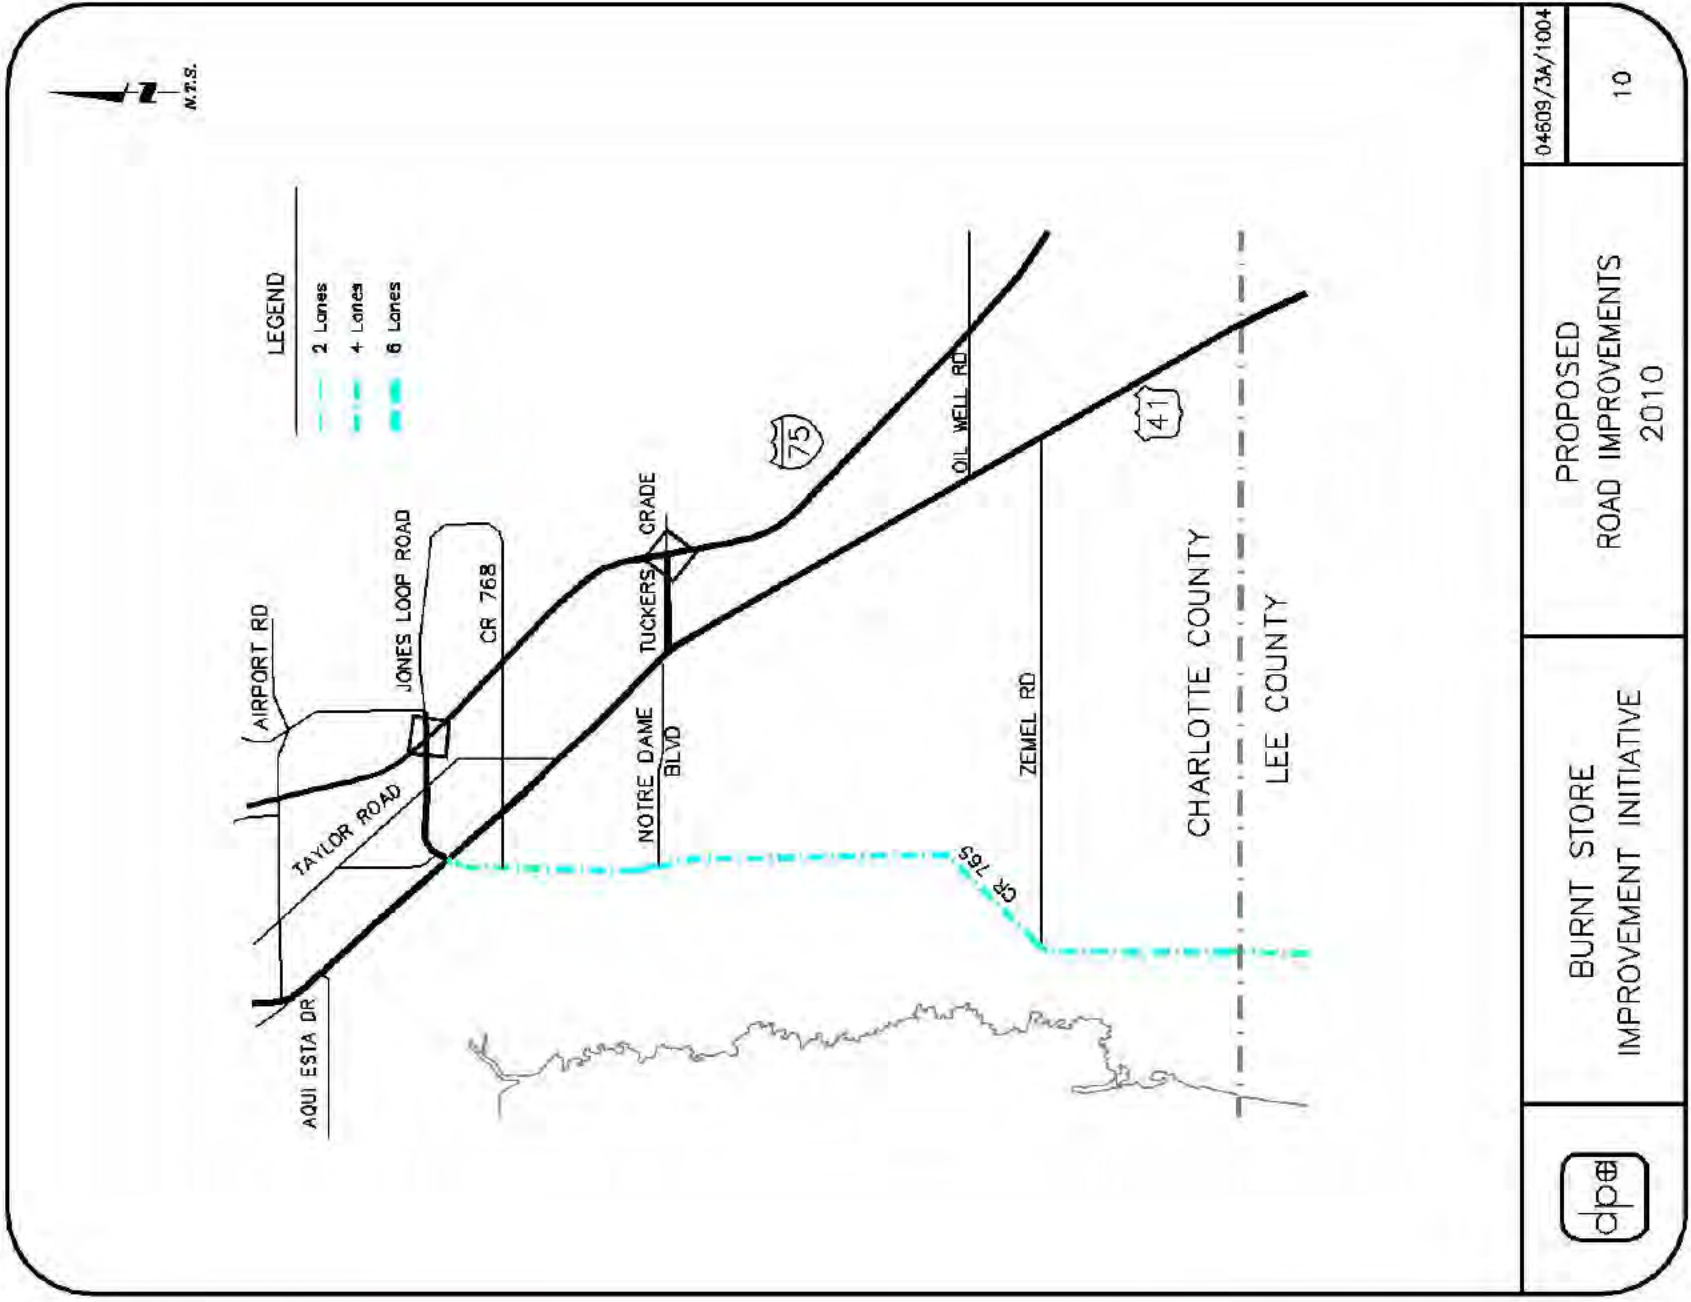 N.T.S.
LEGEND
2 Lanes
4 Lanes
6 Lanes
AIRPORT RD
JONES LOOP ROAD
CR 768
TAYLOR ROAD
AQUI ESTA DR
TUCKERS GRADE
NOTRE DAME
BLVD
75
OIL WELL RD
41
ZEMEL RD
CR 765
CHARLOTTE COUNTY
LEE COUNTY
dpe
BURNT STORE
IMPROVEMENT INITIATIVE
PROPOSED
ROAD IMPROVEMENTS
2010
04609/3A/1004
10